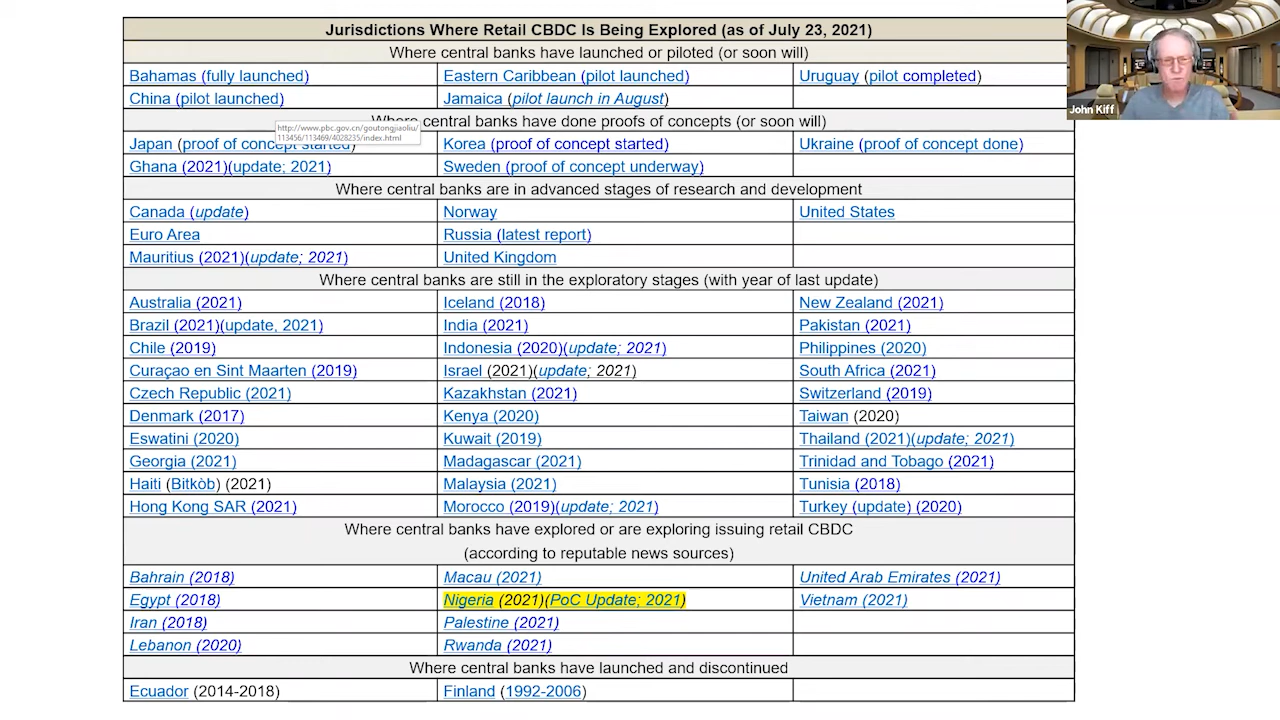 Jurisdictions Where Retail CBDC Is Being Explored (as of July 23, 2021)
Where central banks have launched or piloted (or soon will)
Bahamas (fully launched) Eastern Caribbean (pilot launched) Uruguay (pilot completed)
China (pilot launched) Jamaica (pilot launch in August)
Where central banks have done proofs of concepts (or soon will)
http://www.pbc.gov.cn/goutongjiaoliu/
113456/113469/4028235/index.html
Japan (proof of concept started) Korea (proof of concept started) Ukraine (proof of concept done)
Ghana (2021)(update; 2021) Sweden (proof of concept underway)
Where central banks are in advanced stages of research and development
Canada (update) Norway United States
Euro Area Russia (latest report)
Mauritius (2021)(update; 2021) United Kingdom
Where central banks are still in the exploratory stages (with year of last update)
Australia (2021) Iceland (2018) New Zealand (2021)
Brazil (2021)(update, 2021) India (2021) Pakistan (2021)
Chile (2019) Indonesia (2020)(update; 2021) Philippines (2020)
Curaçao en Sint Maarten (2019) Israel (2021)(update; 2021) South Africa (2021)
Czech Republic (2021) Kazakhstan (2021) Switzerland (2019)
Denmark (2017) Kenya (2020) Taiwan (2020)
Eswatini (2020) Kuwait (2019) Thailand (2021)(update; 2021)
Georgia (2021) Madagascar (2021) Trinidad and Tobago (2021)
Haiti (Bitkòb) (2021) Malaysia (2021) Tunisia (2018)
Hong Kong SAR (2021) Morocco (2019)(update; 2021) Turkey (update) (2020)
Where central banks have explored or are exploring issuing retail CBDC
(according to reputable news sources)
Bahrain (2018) Macau (2021) United Arab Emirates (2021)
Egypt (2018) Nigeria (2021)(PoC Update; 2021) Vietnam (2021)
Iran (2018) Palestine (2021)
Lebanon (2020) Rwanda (2021)
Where central banks have launched and discontinued
Ecuador (2014-2018) Finland (1992-2006)
John Kiff